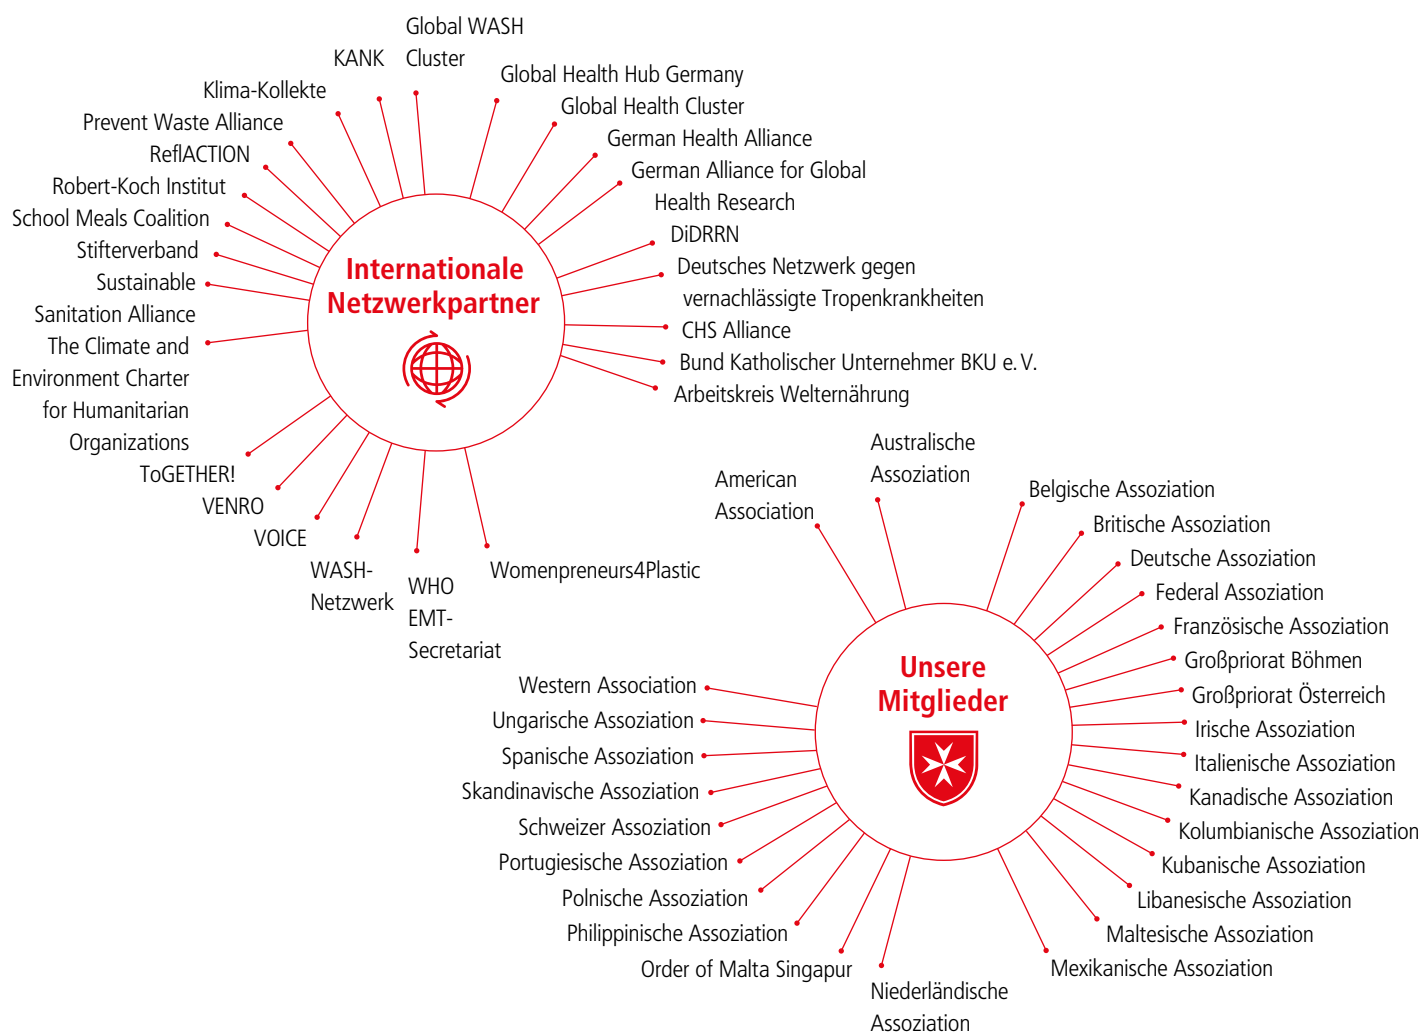 Global WASH
Cluster
KANK
Global Health Hub Germany
Klima-Kollekte
Global Health Cluster
Prevent Waste Alliance
German Health Alliance
ReflACTION
German Alliance for Global
Health Research
Robert-Koch Institut
School Meals Coalition
DiDRRN
Stifterverband
Deutsches Netzwerk gegen
vernachlässigte Tropenkrankheiten
Sustainable
Sanitation Alliance
CHS Alliance
The Climate and
Environment Charter
for Humanitarian
Organizations
Bund Katholischer Unternehmer BKU e. V.
Arbeitskreis Welternährung
Internationale
Netzwerkpartner
ToGETHER!
VENRO
VOICE
WASH-
Netzwerk
WHO
EMT-
Secretariat
Womenpreneurs4Plastic
American
Association
Australische
Assoziation
Belgische Assoziation
Britische Assoziation
Deutsche Assoziation
Federal Assoziation
Französische Assoziation
Großpriorat Böhmen
Großpriorat Österreich
Irische Assoziation
Italienische Assoziation
Kanadische Assoziation
Kolumbianische Assoziation
Kubanische Assoziation
Libanesische Assoziation
Maltesische Assoziation
Mexikanische Assoziation
Unsere
Mitglieder
Western Association
Ungarische Assoziation
Spanische Assoziation
Skandinavische Assoziation
Schweizer Assoziation
Portugiesische Assoziation
Polnische Assoziation
Philippinische Assoziation
Order of Malta Singapur
Niederländische
Assoziation